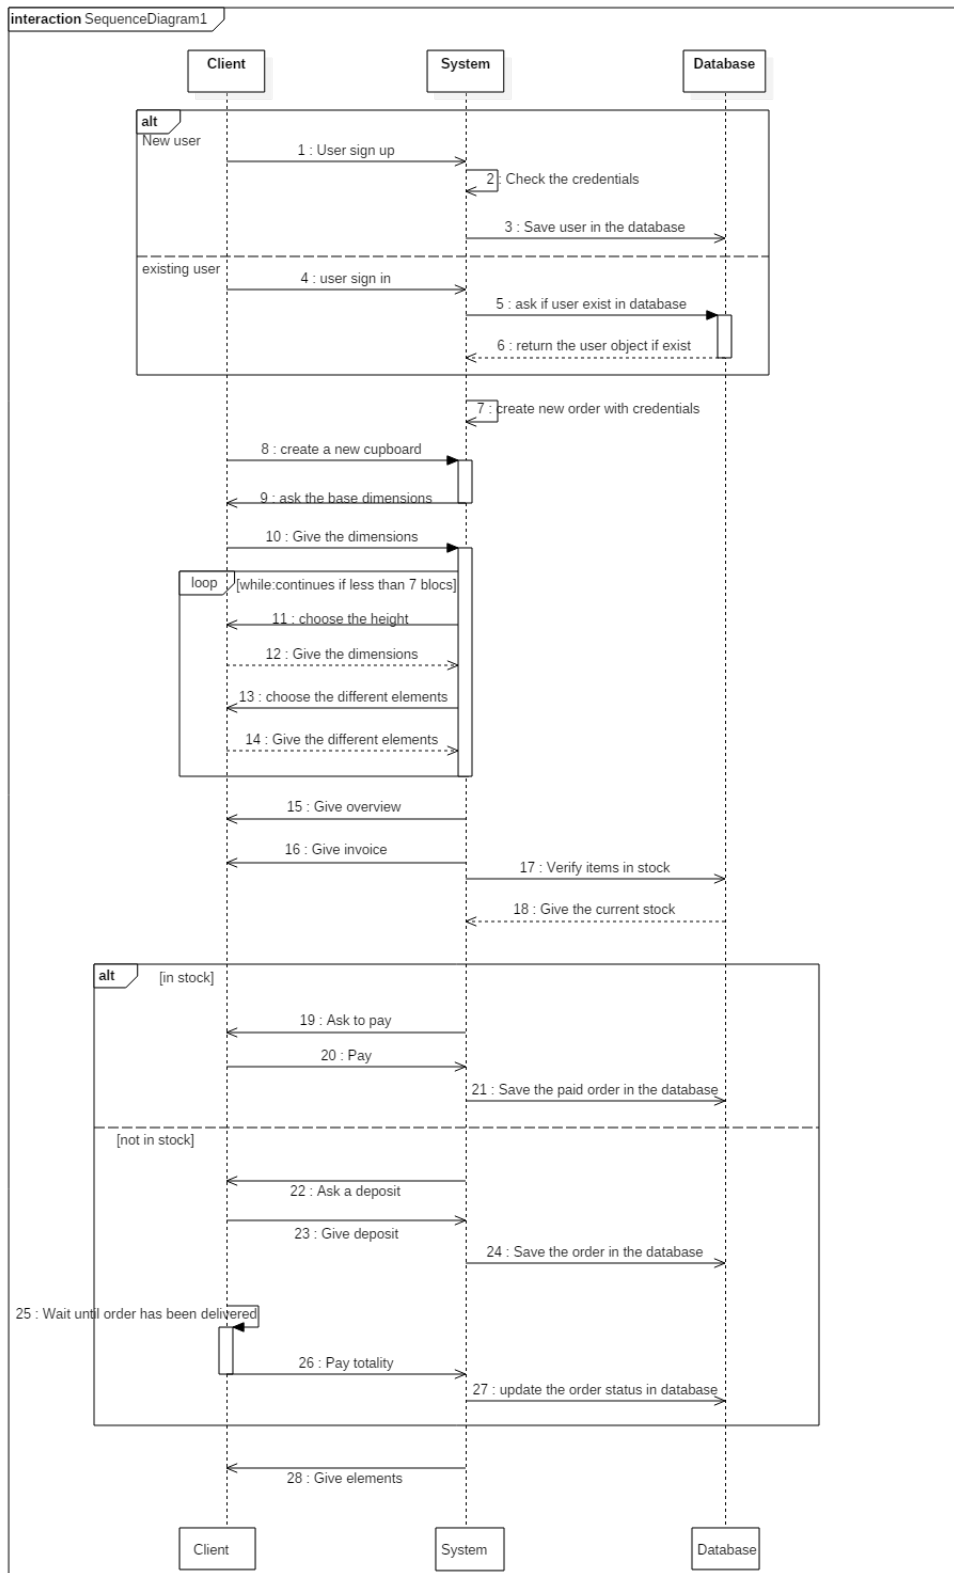 interaction SequenceDiagram1
Client
System
Database
alt
New user
1 : User sign up
2 : Check the credentials
3 : Save user in the database
existing user
4 : user sign in
5 : ask if user exist in database
6 : return the user object if exist
7 : create new order with credentials
8 : create a new cupboard
9 : ask the base dimensions
10 : Give the dimensions
loop
[while:continues if less than 7 blocs]
11 : choose the height
12 : Give the dimensions
13 : choose the different elements
14 : Give the different elements
15 : Give overview
16 : Give invoice
17 : Verify items in stock
18 : Give the current stock
alt
[in stock]
19 : Ask to pay
20 : Pay
21 : Save the paid order in the database
[not in stock]
22 : Ask a deposit
23 : Give deposit
24 : Save the order in the database
25 : Wait until order has been delivered
26 : Pay totality
27 : update the order status in database
28 : Give elements
Client
System
Database